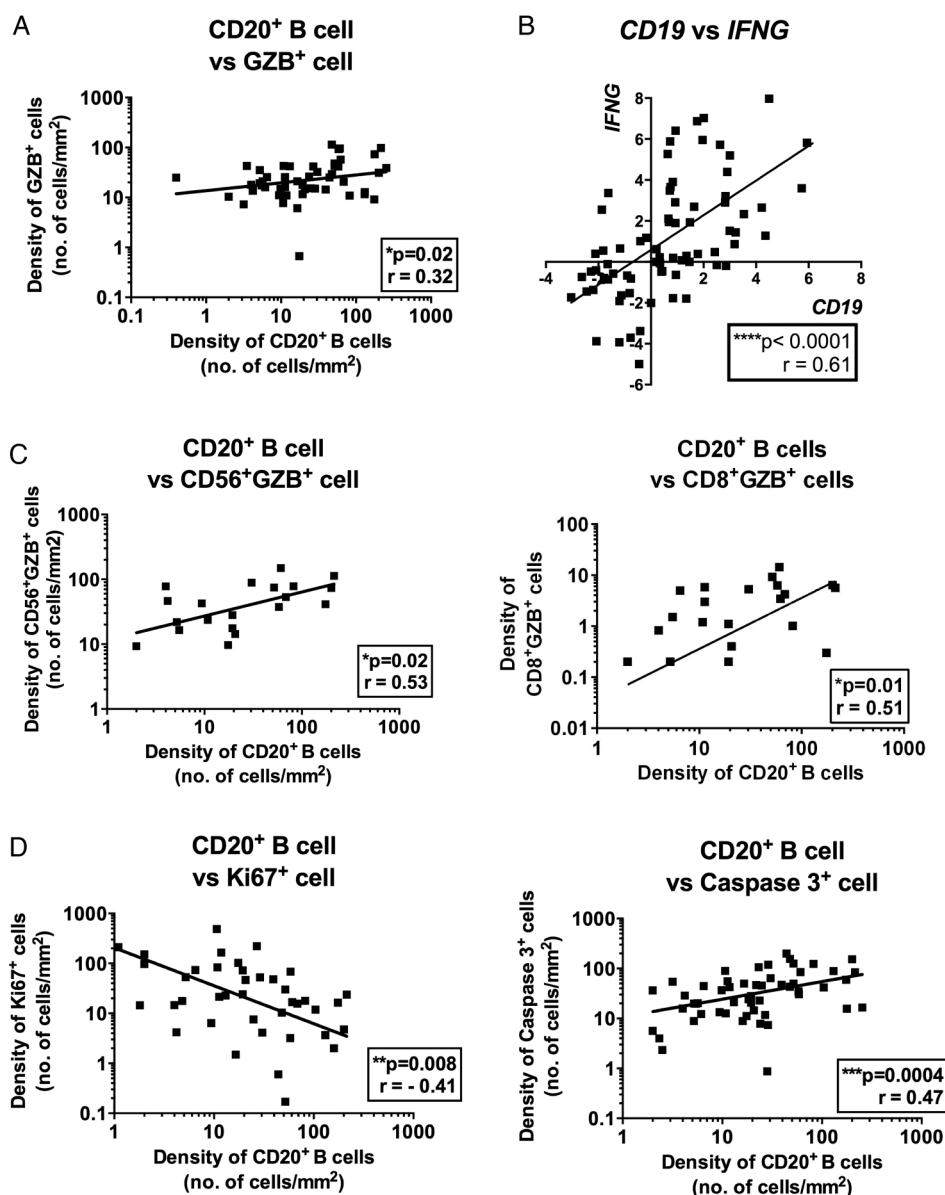 A
CD20⁺ B cell
vs GZB⁺ cell
Density of GZB⁺ cells
(no. of cells/mm²)
1000
100
10
1
0.1
0.1 1 10 100 1000
*p=0.02
r = 0.32
Density of CD20⁺ B cells
(no. of cells/mm²)
B
CD19 vs IFNG
IFNG
8
6
4
2
0
-2
-4
-6
-4 -2 0 2 4 6 8
CD19
****p< 0.0001
r = 0.61
C
CD20⁺ B cell
vs CD56⁺GZB⁺ cell
Density of CD56⁺GZB⁺ cells
(no. of cells/mm2)
1000
100
10
1
1 10 100 1000
*p=0.02
r = 0.53
Density of CD20⁺ B cells
(no. of cells/mm²)
CD20⁺ B cells
vs CD8⁺GZB⁺ cells
Density of
CD8⁺GZB⁺ cells
100
10
1
0.1
0.01
1 10 100 1000
*p=0.01
r = 0.51
Density of CD20⁺ B cells
D
CD20⁺ B cell
vs Ki67⁺ cell
Density of Ki67⁺ cells
(no. of cells/mm²)
1000
100
10
1
0.1
1 10 100 1000
**p=0.008
r = - 0.41
Density of CD20⁺ B cells
(no. of cells/mm²)
CD20⁺ B cell
vs Caspase 3⁺ cell
Density of Caspase 3⁺ cells
(no. of cells/mm²)
1000
100
10
1
0.1
1 10 100 1000
***p=0.0004
r = 0.47
Density of CD20⁺ B cells
(no. of cells/mm²)